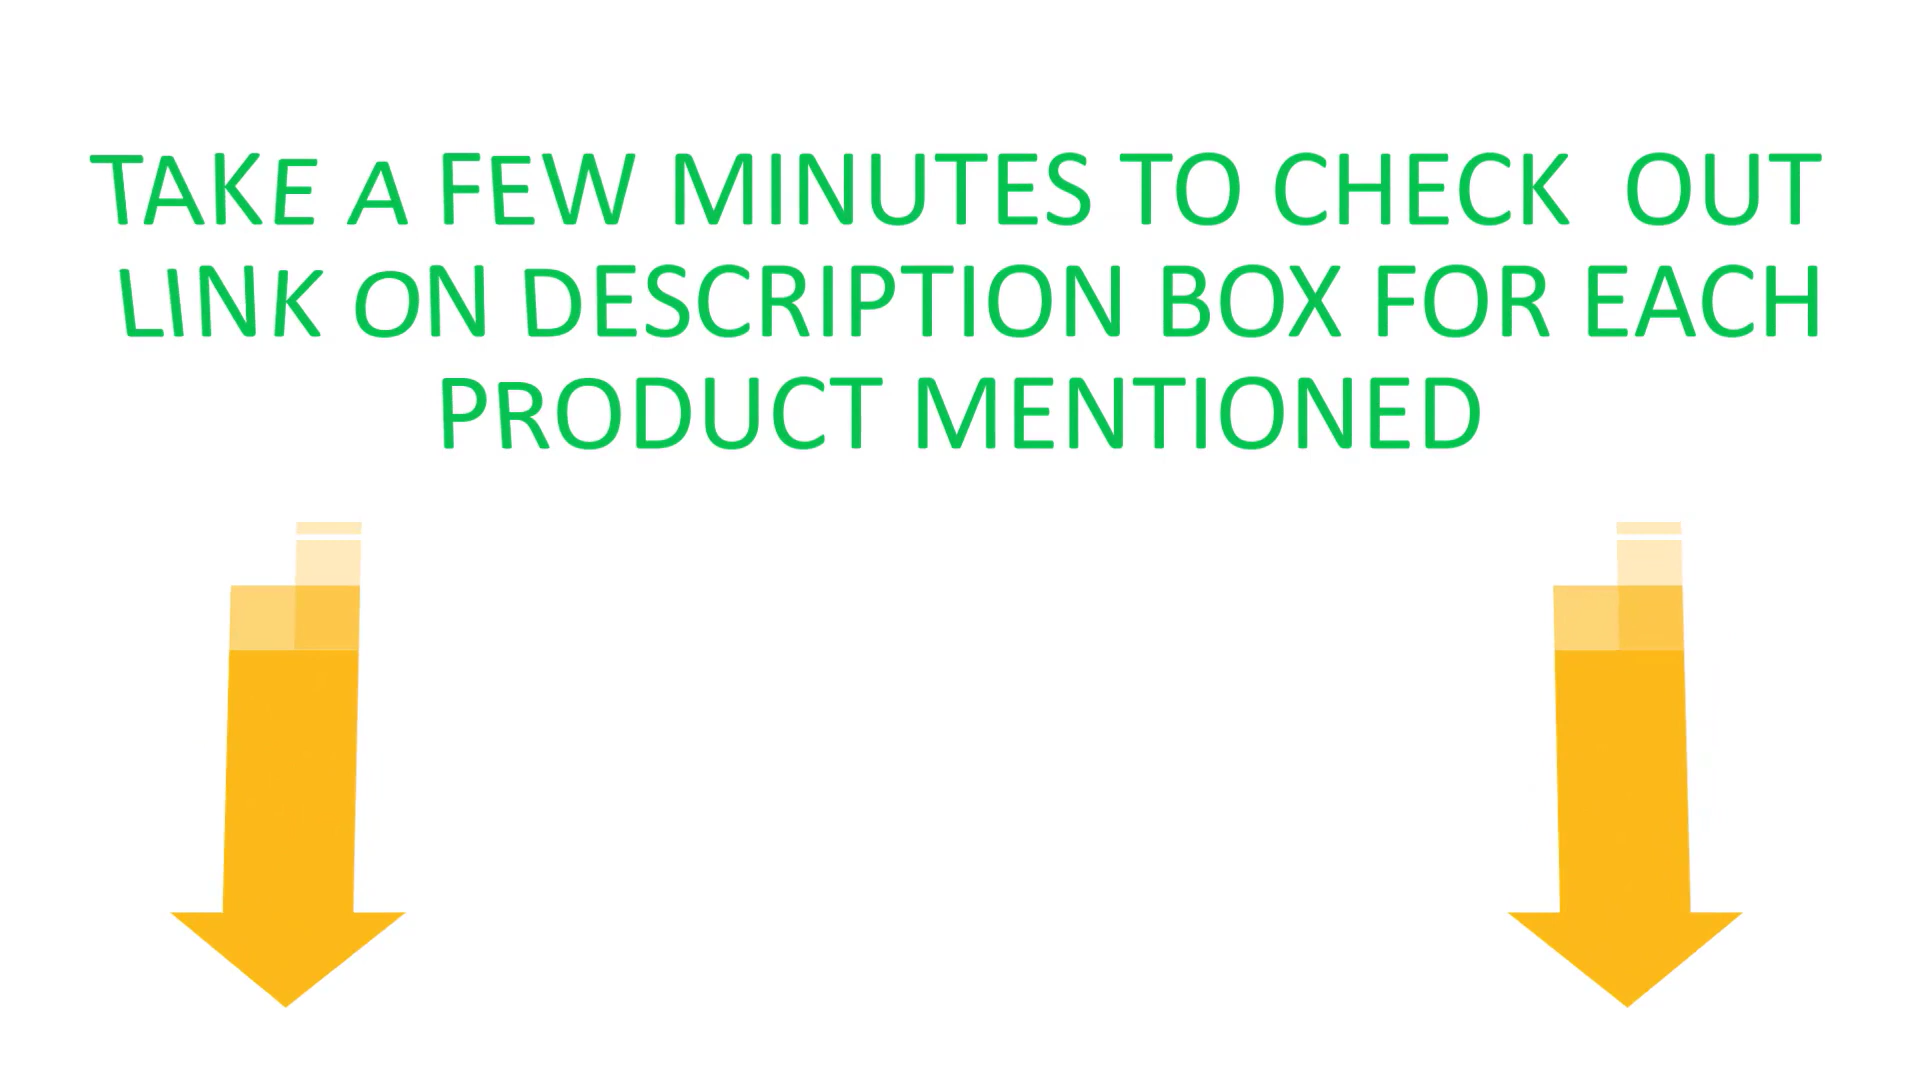 TAKE A FEW MINUTES TO CHECK OUT
LINK ON DESCRIPTION BOX FOR EACH
PRODUCT MENTIONED